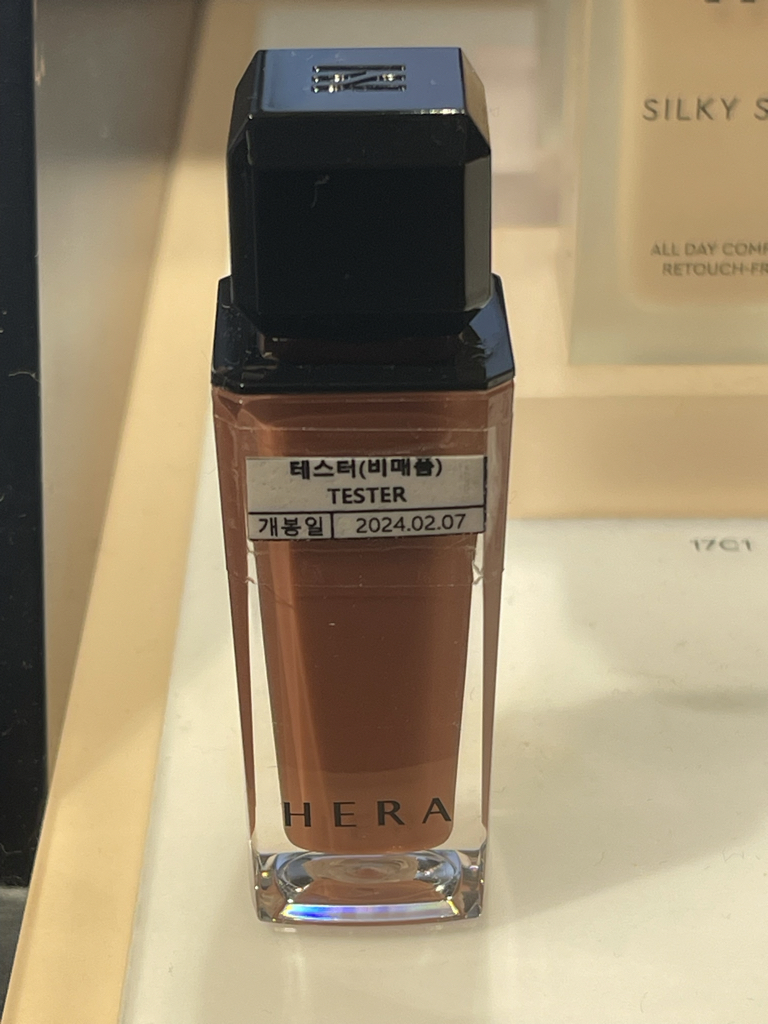 SILKY S
ALL DAY COMF
RETOUCH-FR
테스터(비매품)
TESTER
개봉일 2024.02.07
17C1
HERA